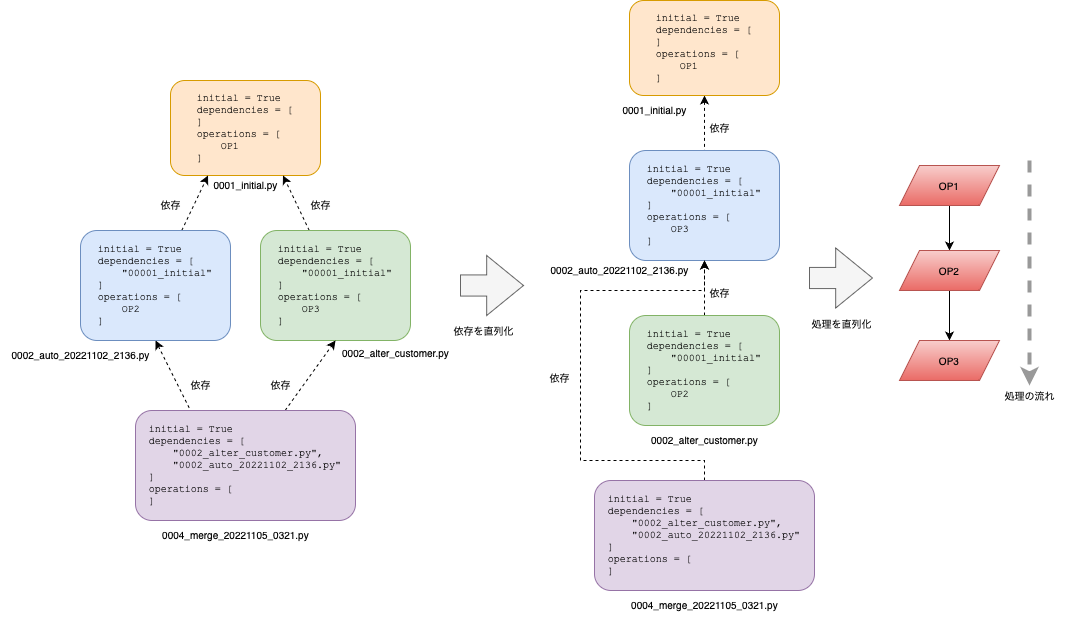 initial = True
dependencies = [
]
operations = [
OP1
]
0001_initial.py
依存
依存
initial = True
dependencies = [
"00001_initial"
]
operations = [
OP2
]
0002_auto_20221102_2136.py
initial = True
dependencies = [
"00001_initial"
]
operations = [
OP3
]
0002_alter_customer.py
依存
依存
initial = True
dependencies = [
"0002_alter_customer.py",
"0002_auto_20221102_2136.py"
]
operations = [
]
0004_merge_20221105_0321.py
依存を直列化
initial = True
dependencies = [
]
operations = [
OP1
]
0001_initial.py
依存
initial = True
dependencies = [
"00001_initial"
]
operations = [
OP3
]
0002_auto_20221102_2136.py
依存
initial = True
dependencies = [
"00001_initial"
]
operations = [
OP2
]
0002_alter_customer.py
依存
initial = True
dependencies = [
"0002_alter_customer.py",
"0002_auto_20221102_2136.py"
]
operations = [
]
0004_merge_20221105_0321.py
処理を直列化
OP1
OP2
OP3
処理の流れ